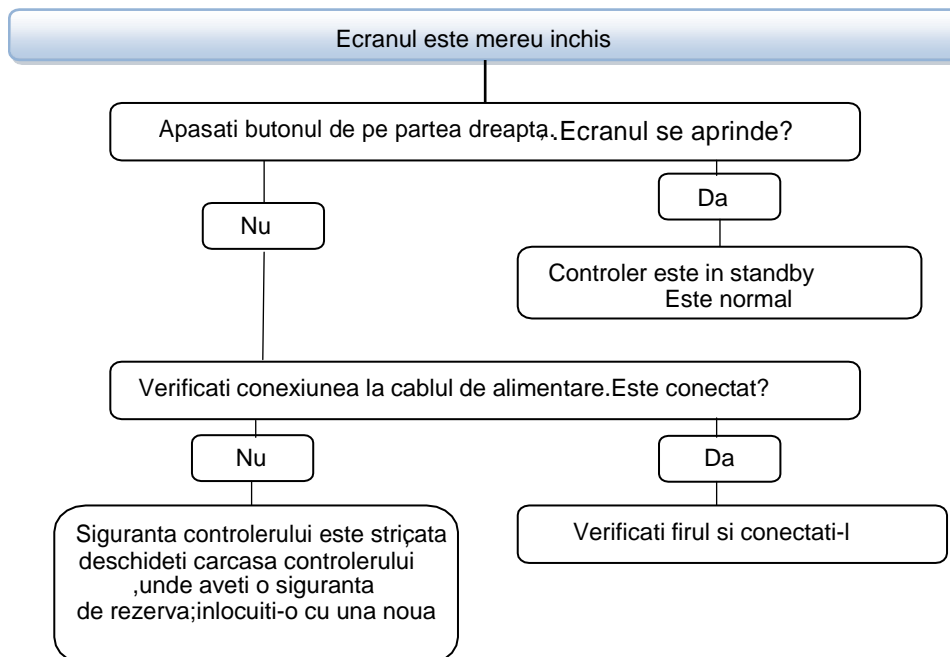 Ecranul este mereu inchis
Apasati butonul de pe partea dreapta,.Ecranul se aprinde?
Nu
Da
Controler este in standby
Este normal
Verificati conexiunea la cablul de alimentare.Este conectat?
Nu
Da
Siguranta controlerului este striçata
deschideti carcasa controlerului
,unde aveti o siguranta
de rezerva;inlocuiti-o cu una noua
Verificati firul si conectati-l